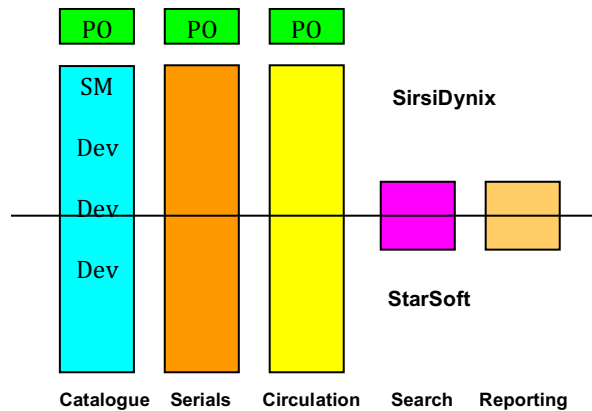 PO PO PO
SM
SirsiDynix
Dev
Dev
Dev
StarSoft
Catalogue Serials Circulation Search Reporting